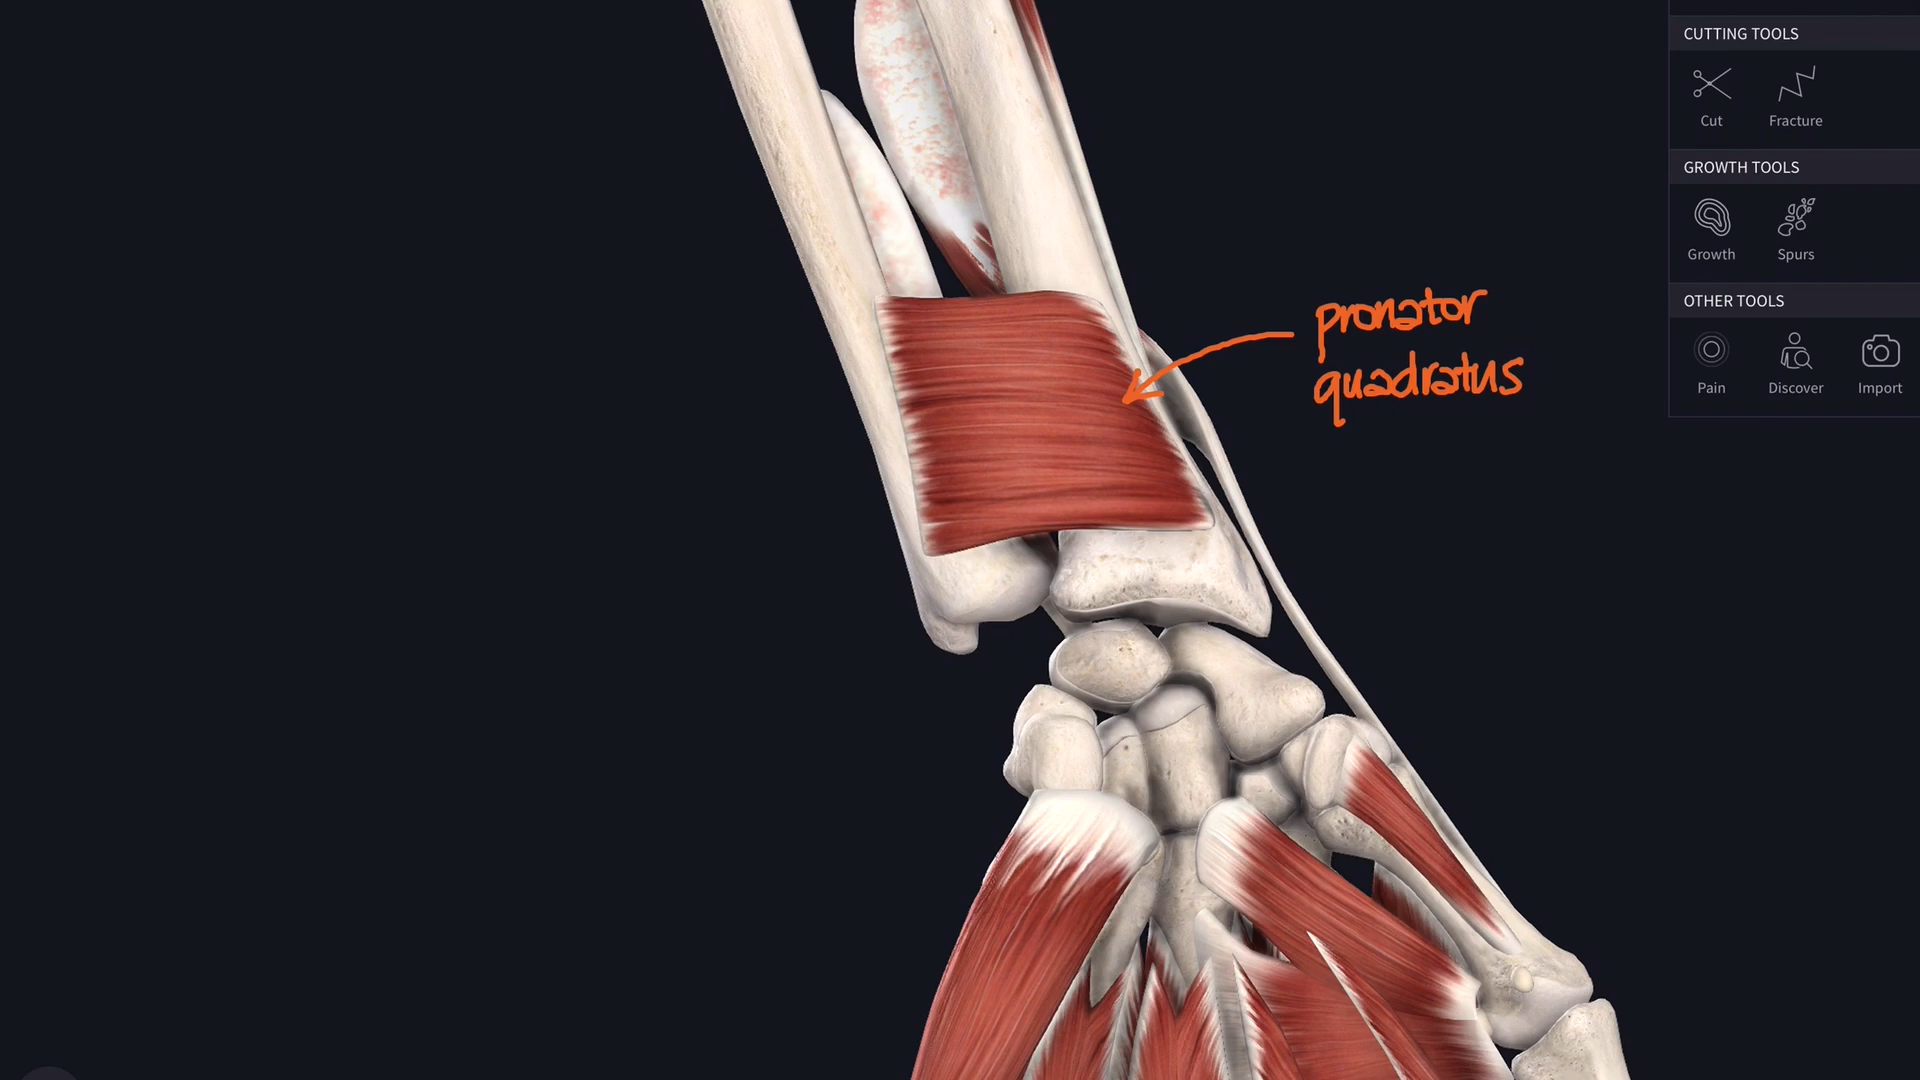 CUTTING TOOLS
Cut
Fracture
GROWTH TOOLS
Growth
Spurs
OTHER TOOLS
Pain
Discover
Import
pronator
quadratus